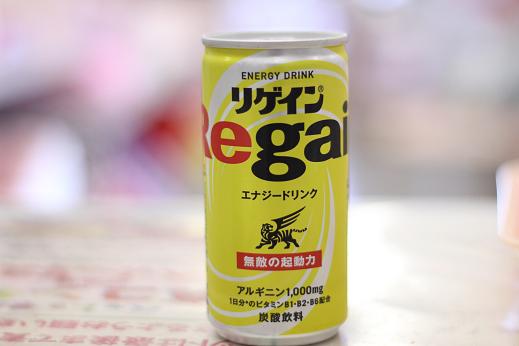 ENERGY DRINK
リゲイン®
Regai
エナジードリンク
無敵の起動力
アルギニン1,000mg
1日分*のビタミンB1・B2・B6配合
炭酸飲料